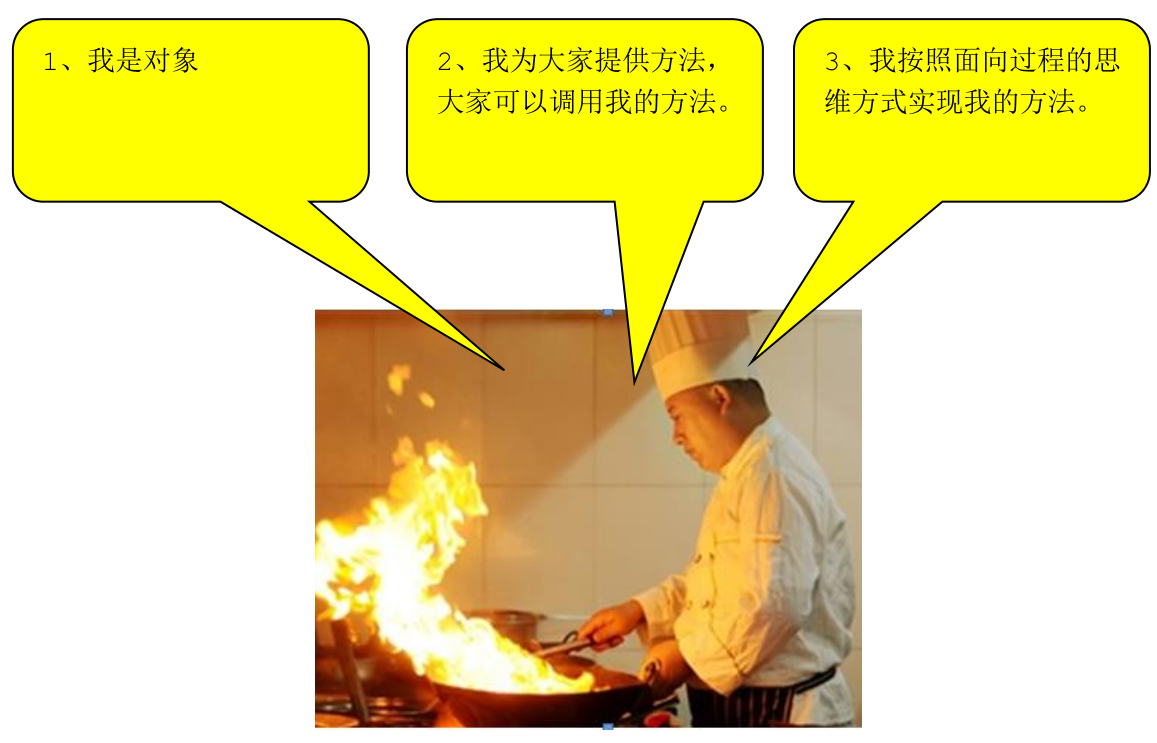 1、我是对象
2、我为大家提供方法，
大家可以调用我的方法。
3、我按照面向过程的思
维方式实现我的方法。